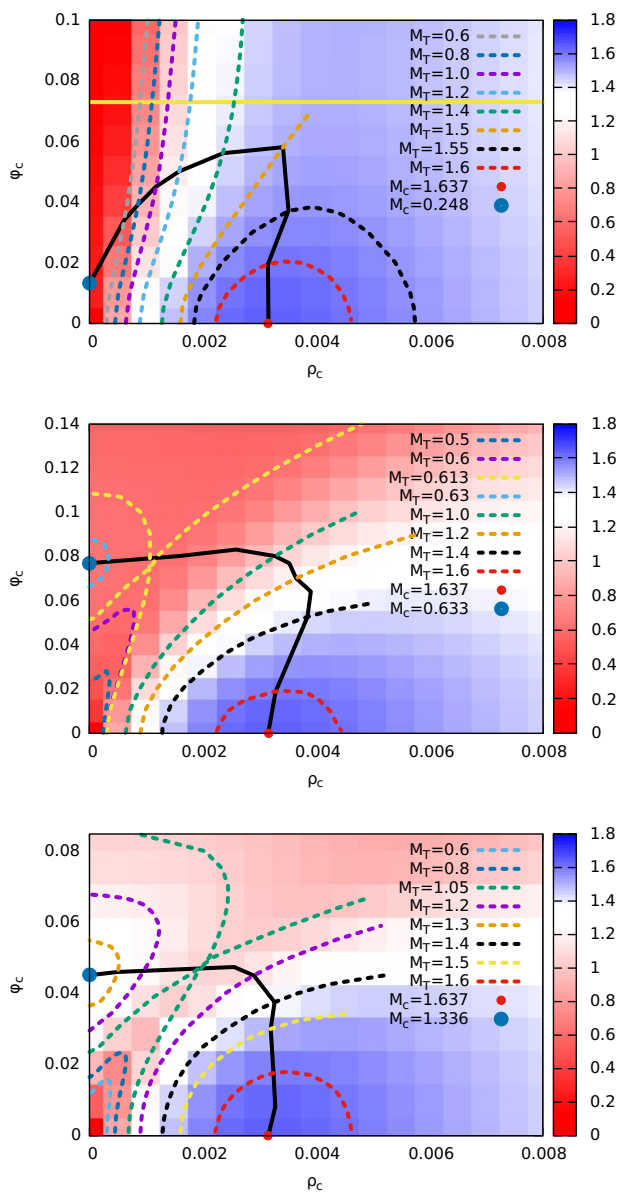 0.1
0.08
0.06
0.04
0.02
0
φc
0 0.002 0.004 0.006 0.008
ρc
MT=0.6
MT=0.8
MT=1.0
MT=1.2
MT=1.4
MT=1.5
MT=1.55
MT=1.6
Mc=1.637
Mc=0.248
1.8
1.6
1.4
1.2
1
0.8
0.6
0.4
0.2
0
0.14
0.12
0.1
0.08
0.06
0.04
0.02
0
φc
0 0.002 0.004 0.006 0.008
ρc
MT=0.5
MT=0.6
MT=0.613
MT=0.63
MT=1.0
MT=1.2
MT=1.4
MT=1.6
Mc=1.637
Mc=0.633
1.8
1.6
1.4
1.2
1
0.8
0.6
0.4
0.2
0
0.08
0.06
0.04
0.02
0
φc
0 0.002 0.004 0.006 0.008
ρc
MT=0.6
MT=0.8
MT=1.05
MT=1.2
MT=1.3
MT=1.4
MT=1.5
MT=1.6
Mc=1.637
Mc=1.336
1.8
1.6
1.4
1.2
1
0.8
0.6
0.4
0.2
0